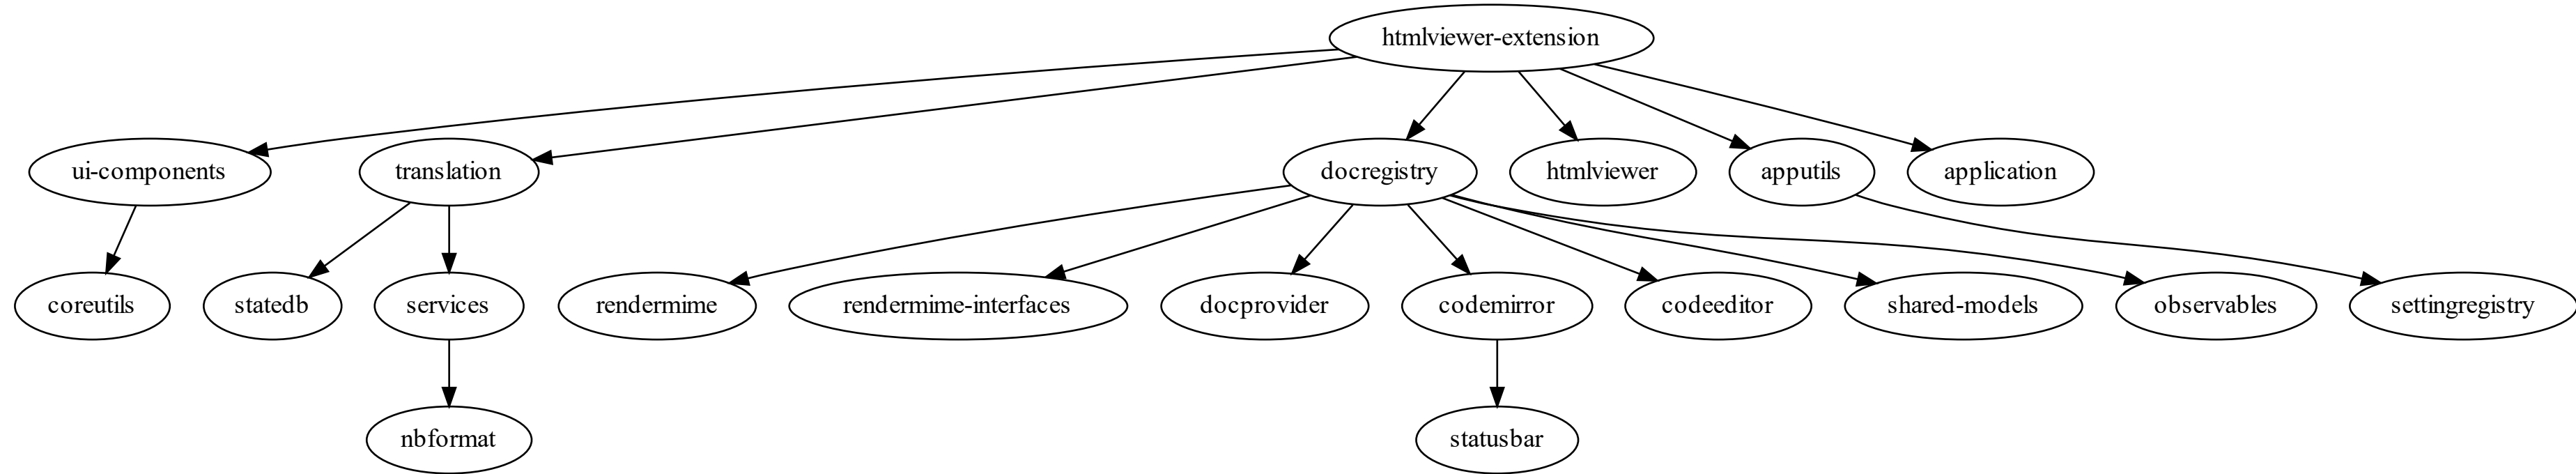 htmlviewer-extension
ui-components
translation
docregistry
htmlviewer
apputils
application
coreutils
statedb
services
rendermime
rendermime-interfaces
docprovider
codemirror
codeeditor
shared-models
observables
settingregistry
nbformat
statusbar